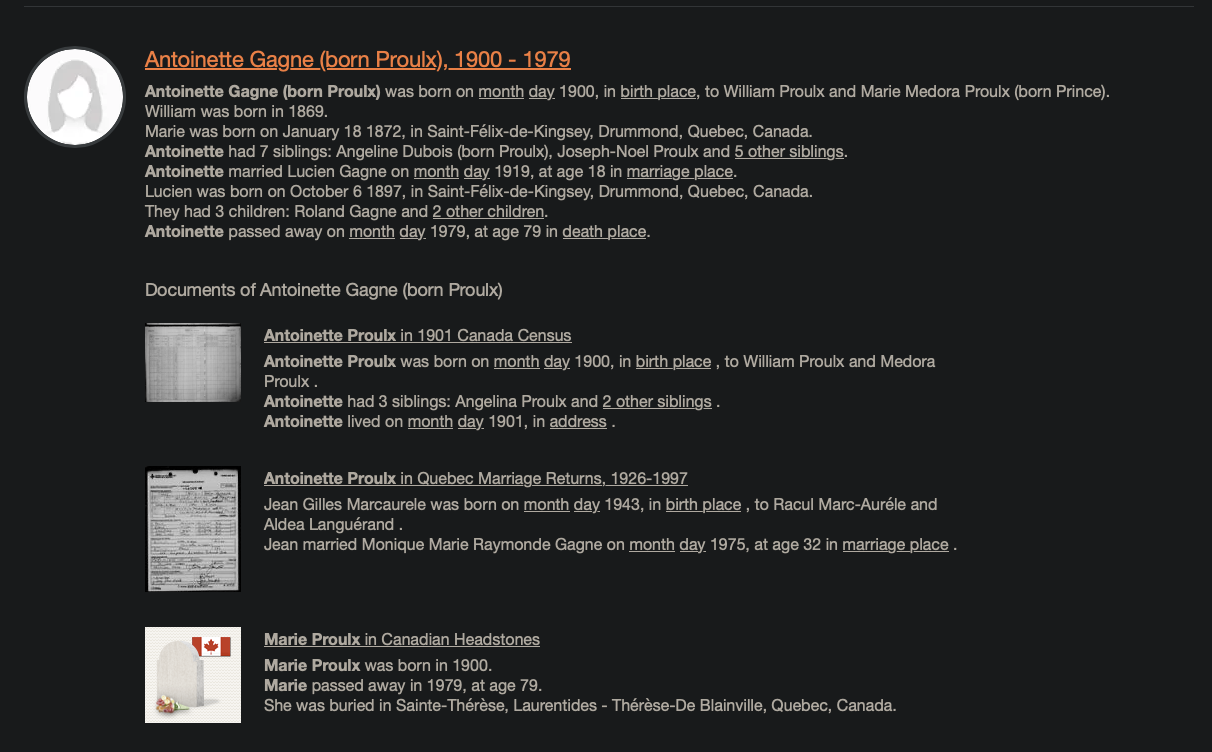 Antoinette Gagne (born Proulx), 1900 - 1979
Antoinette Gagne (born Proulx) was born on month day 1900, in birth place, to William Proulx and Marie Medora Proulx (born Prince).
William was born in 1869.
Marie was born on January 18 1872, in Saint-Félix-de-Kingsey, Drummond, Quebec, Canada.
Antoinette had 7 siblings: Angeline Dubois (born Proulx), Joseph-Noel Proulx and 5 other siblings.
Antoinette married Lucien Gagne on month day 1919, at age 18 in marriage place.
Lucien was born on October 6 1897, in Saint-Félix-de-Kingsey, Drummond, Quebec, Canada.
They had 3 children: Roland Gagne and 2 other children.
Antoinette passed away on month day 1979, at age 79 in death place.
Documents of Antoinette Gagne (born Proulx)
Antoinette Proulx in 1901 Canada Census
Antoinette Proulx was born on month day 1900, in birth place , to William Proulx and Medora
Proulx .
Antoinette had 3 siblings: Angelina Proulx and 2 other siblings .
Antoinette lived on month day 1901, in address .
Antoinette Proulx in Quebec Marriage Returns, 1926-1997
Jean Gilles Marcaurele was born on month day 1943, in birth place , to Racul Marc-Auréle and
Aldea Languérand .
Jean married Monique Marie Raymonde Gagne on month day 1975, at age 32 in marriage place .
Marie Proulx in Canadian Headstones
Marie Proulx was born in 1900.
Marie passed away in 1979, at age 79.
She was buried in Sainte-Thérèse, Laurentides - Thérèse-De Blainville, Quebec, Canada.